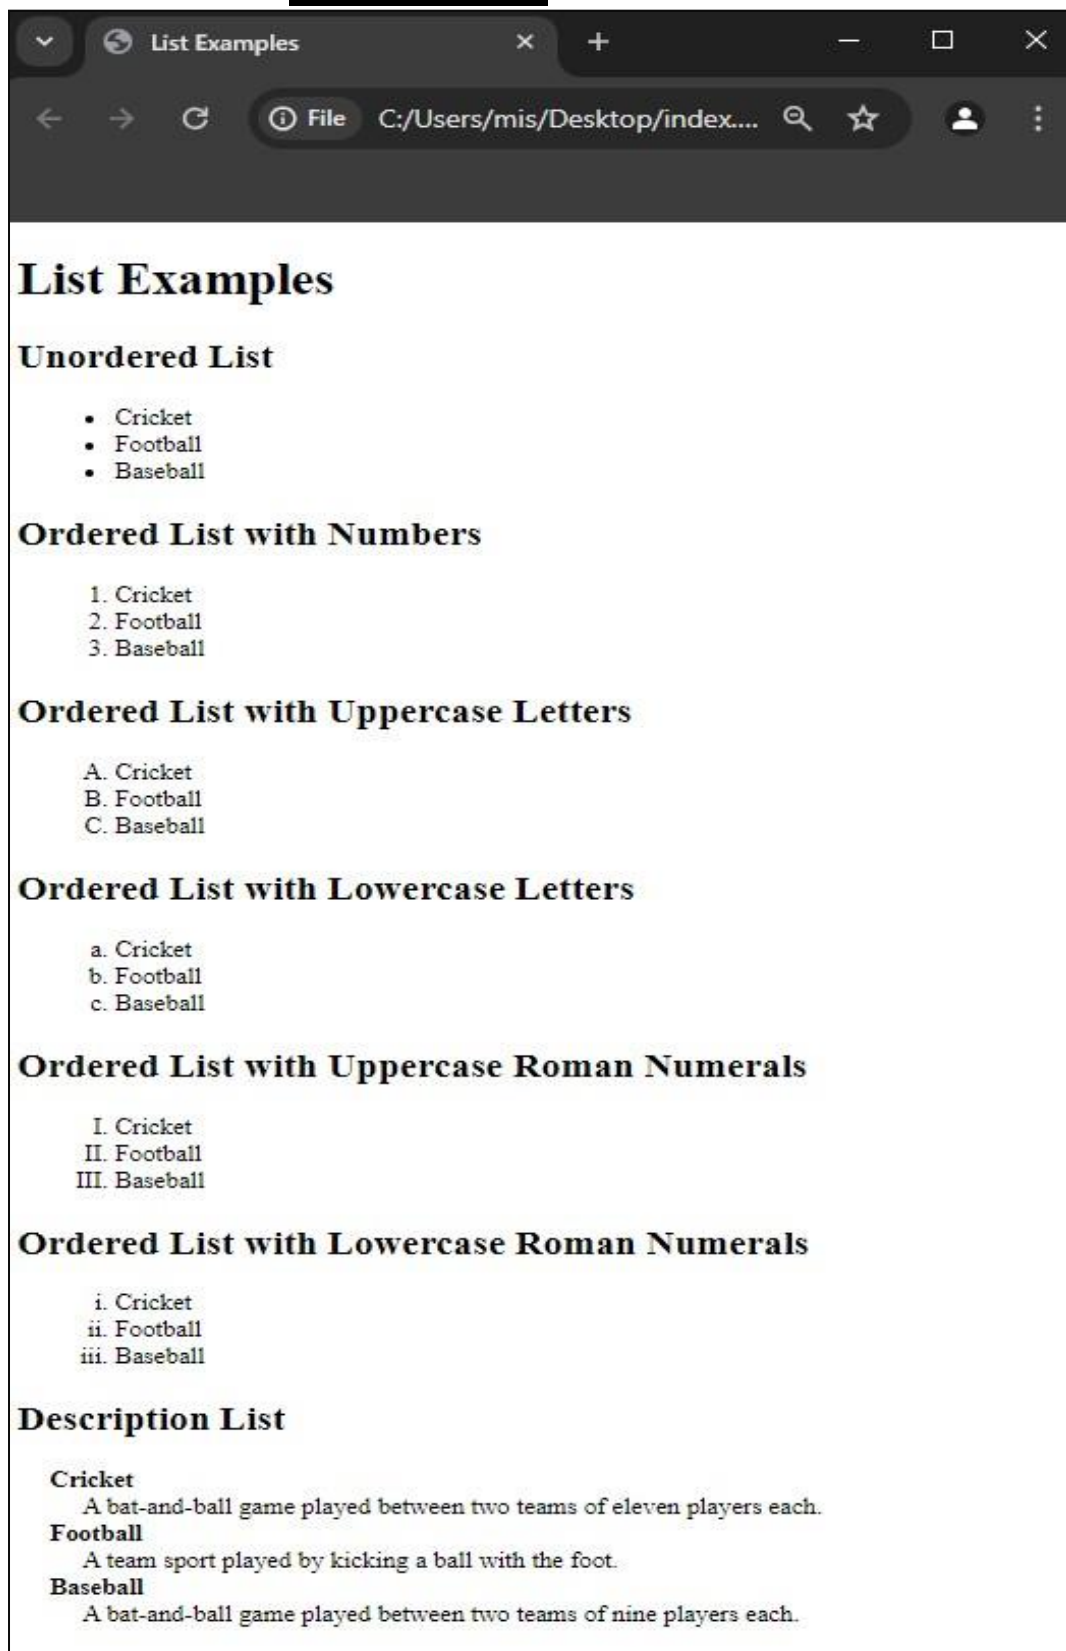 List Examples
File C:/Users/mis/Desktop/index....
List Examples
Unordered List
• Cricket
• Football
• Baseball
Ordered List with Numbers
1. Cricket
2. Football
3. Baseball
Ordered List with Uppercase Letters
A. Cricket
B. Football
C. Baseball
Ordered List with Lowercase Letters
a. Cricket
b. Football
c. Baseball
Ordered List with Uppercase Roman Numerals
I. Cricket
II. Football
III. Baseball
Ordered List with Lowercase Roman Numerals
i. Cricket
ii. Football
iii. Baseball
Description List
Cricket
A bat-and-ball game played between two teams of eleven players each.
Football
A team sport played by kicking a ball with the foot.
Baseball
A bat-and-ball game played between two teams of nine players each.